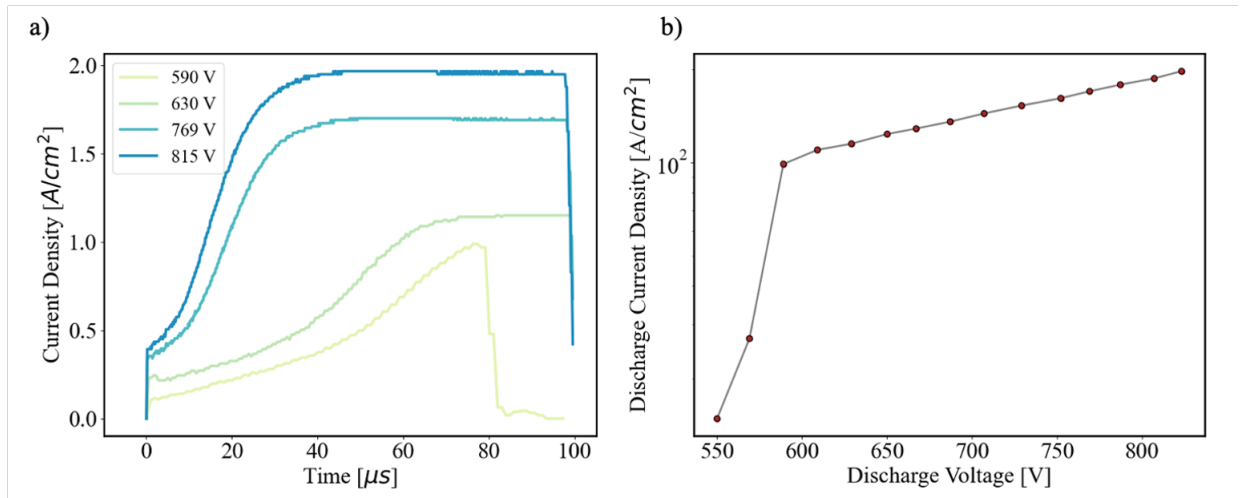 a)
Current Density [A/cm²]
2.0
1.5
1.0
0.5
0.0
590 V
630 V
769 V
815 V
0 20 40 60 80 100
Time [μs]
b)
Discharge Current Density [A/cm²]
10²
550 600 650 700 750 800
Discharge Voltage [V]